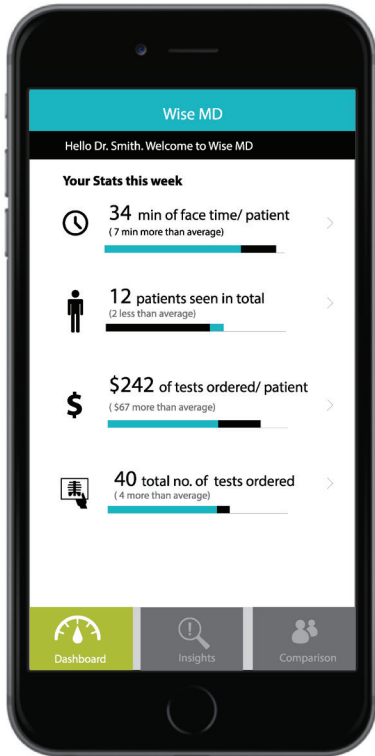 Wise MD
Hello Dr. Smith. Welcome to Wise MD
Your Stats this week
34 min of face time/ patient
( 7 min more than average)
12 patients seen in total
(2 less than average)
$ $242 of tests ordered/ patient
( $67 more than average)
40 total no. of tests ordered
( 4 more than average)
Dashboard
Insights
Comparison